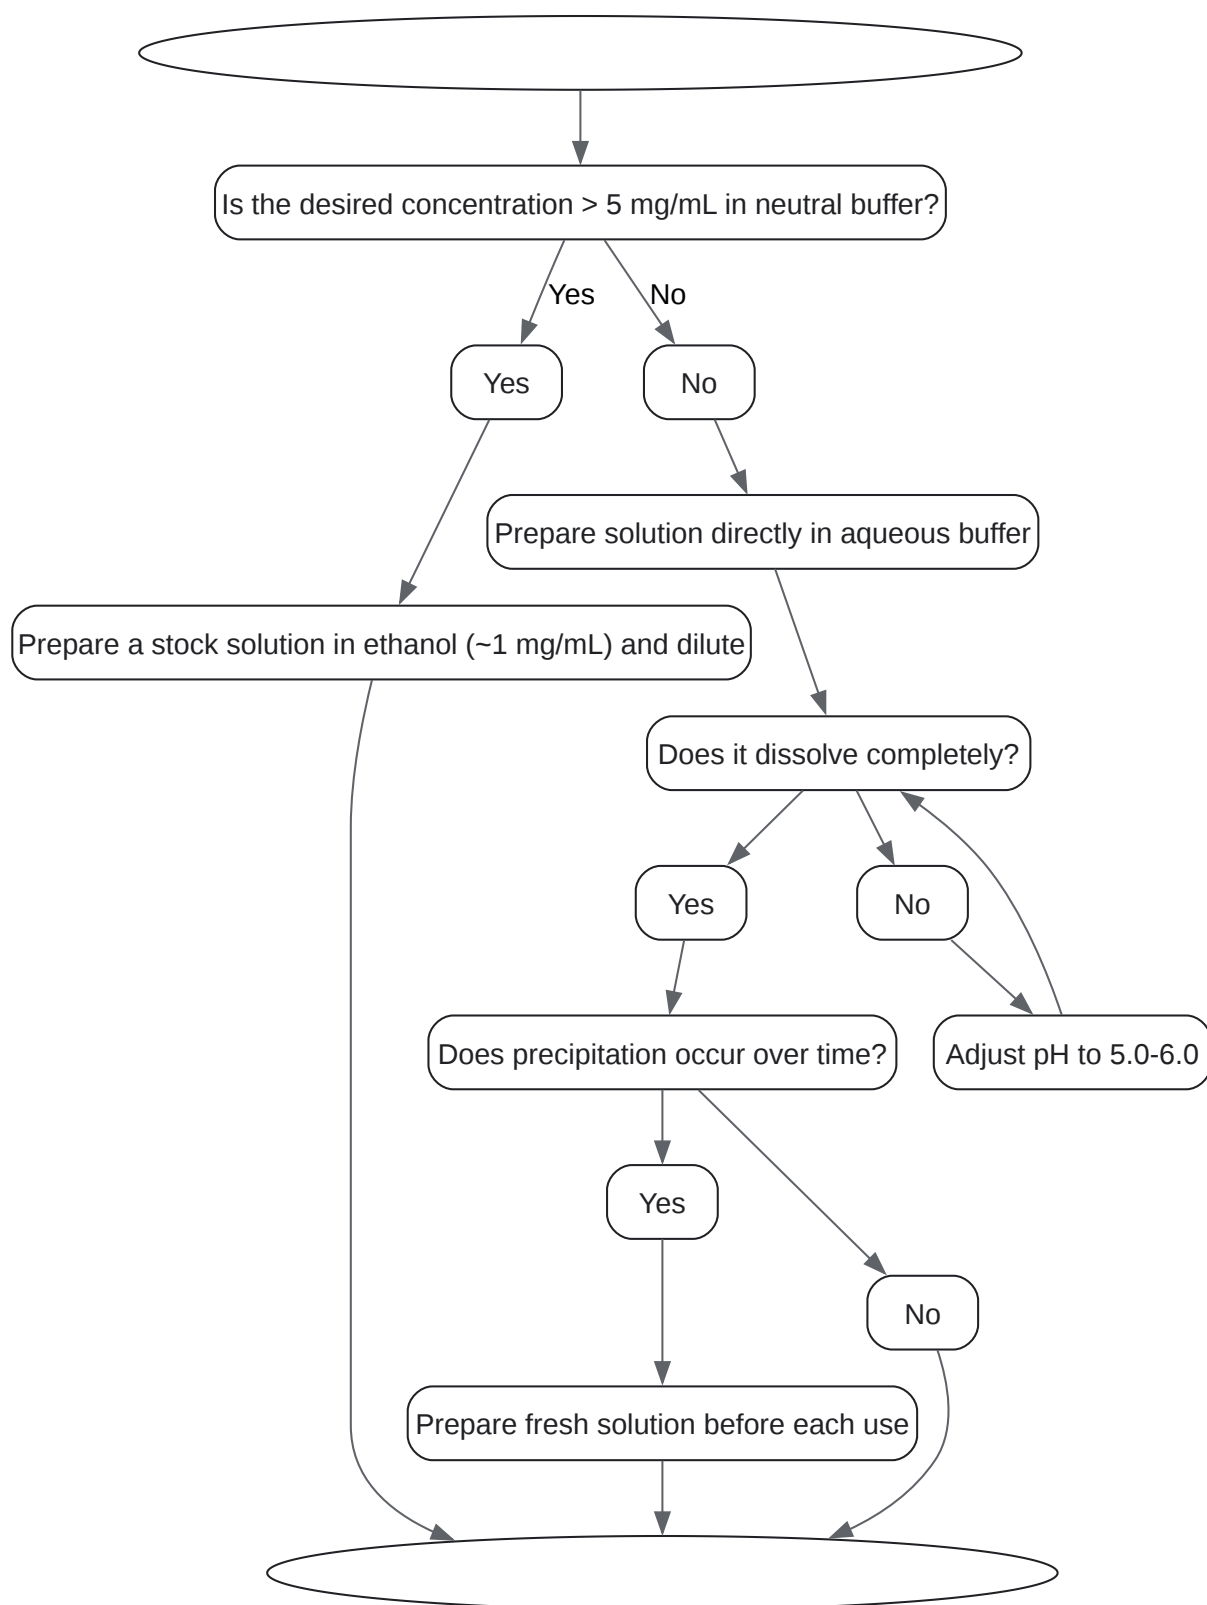 Is the desired concentration > 5 mg/mL in neutral buffer?
Yes
No
Yes
No
Prepare solution directly in aqueous buffer
Prepare a stock solution in ethanol (~1 mg/mL) and dilute
Does it dissolve completely?
Yes
No
Does precipitation occur over time?
Adjust pH to 5.0-6.0
Yes
No
Prepare fresh solution before each use